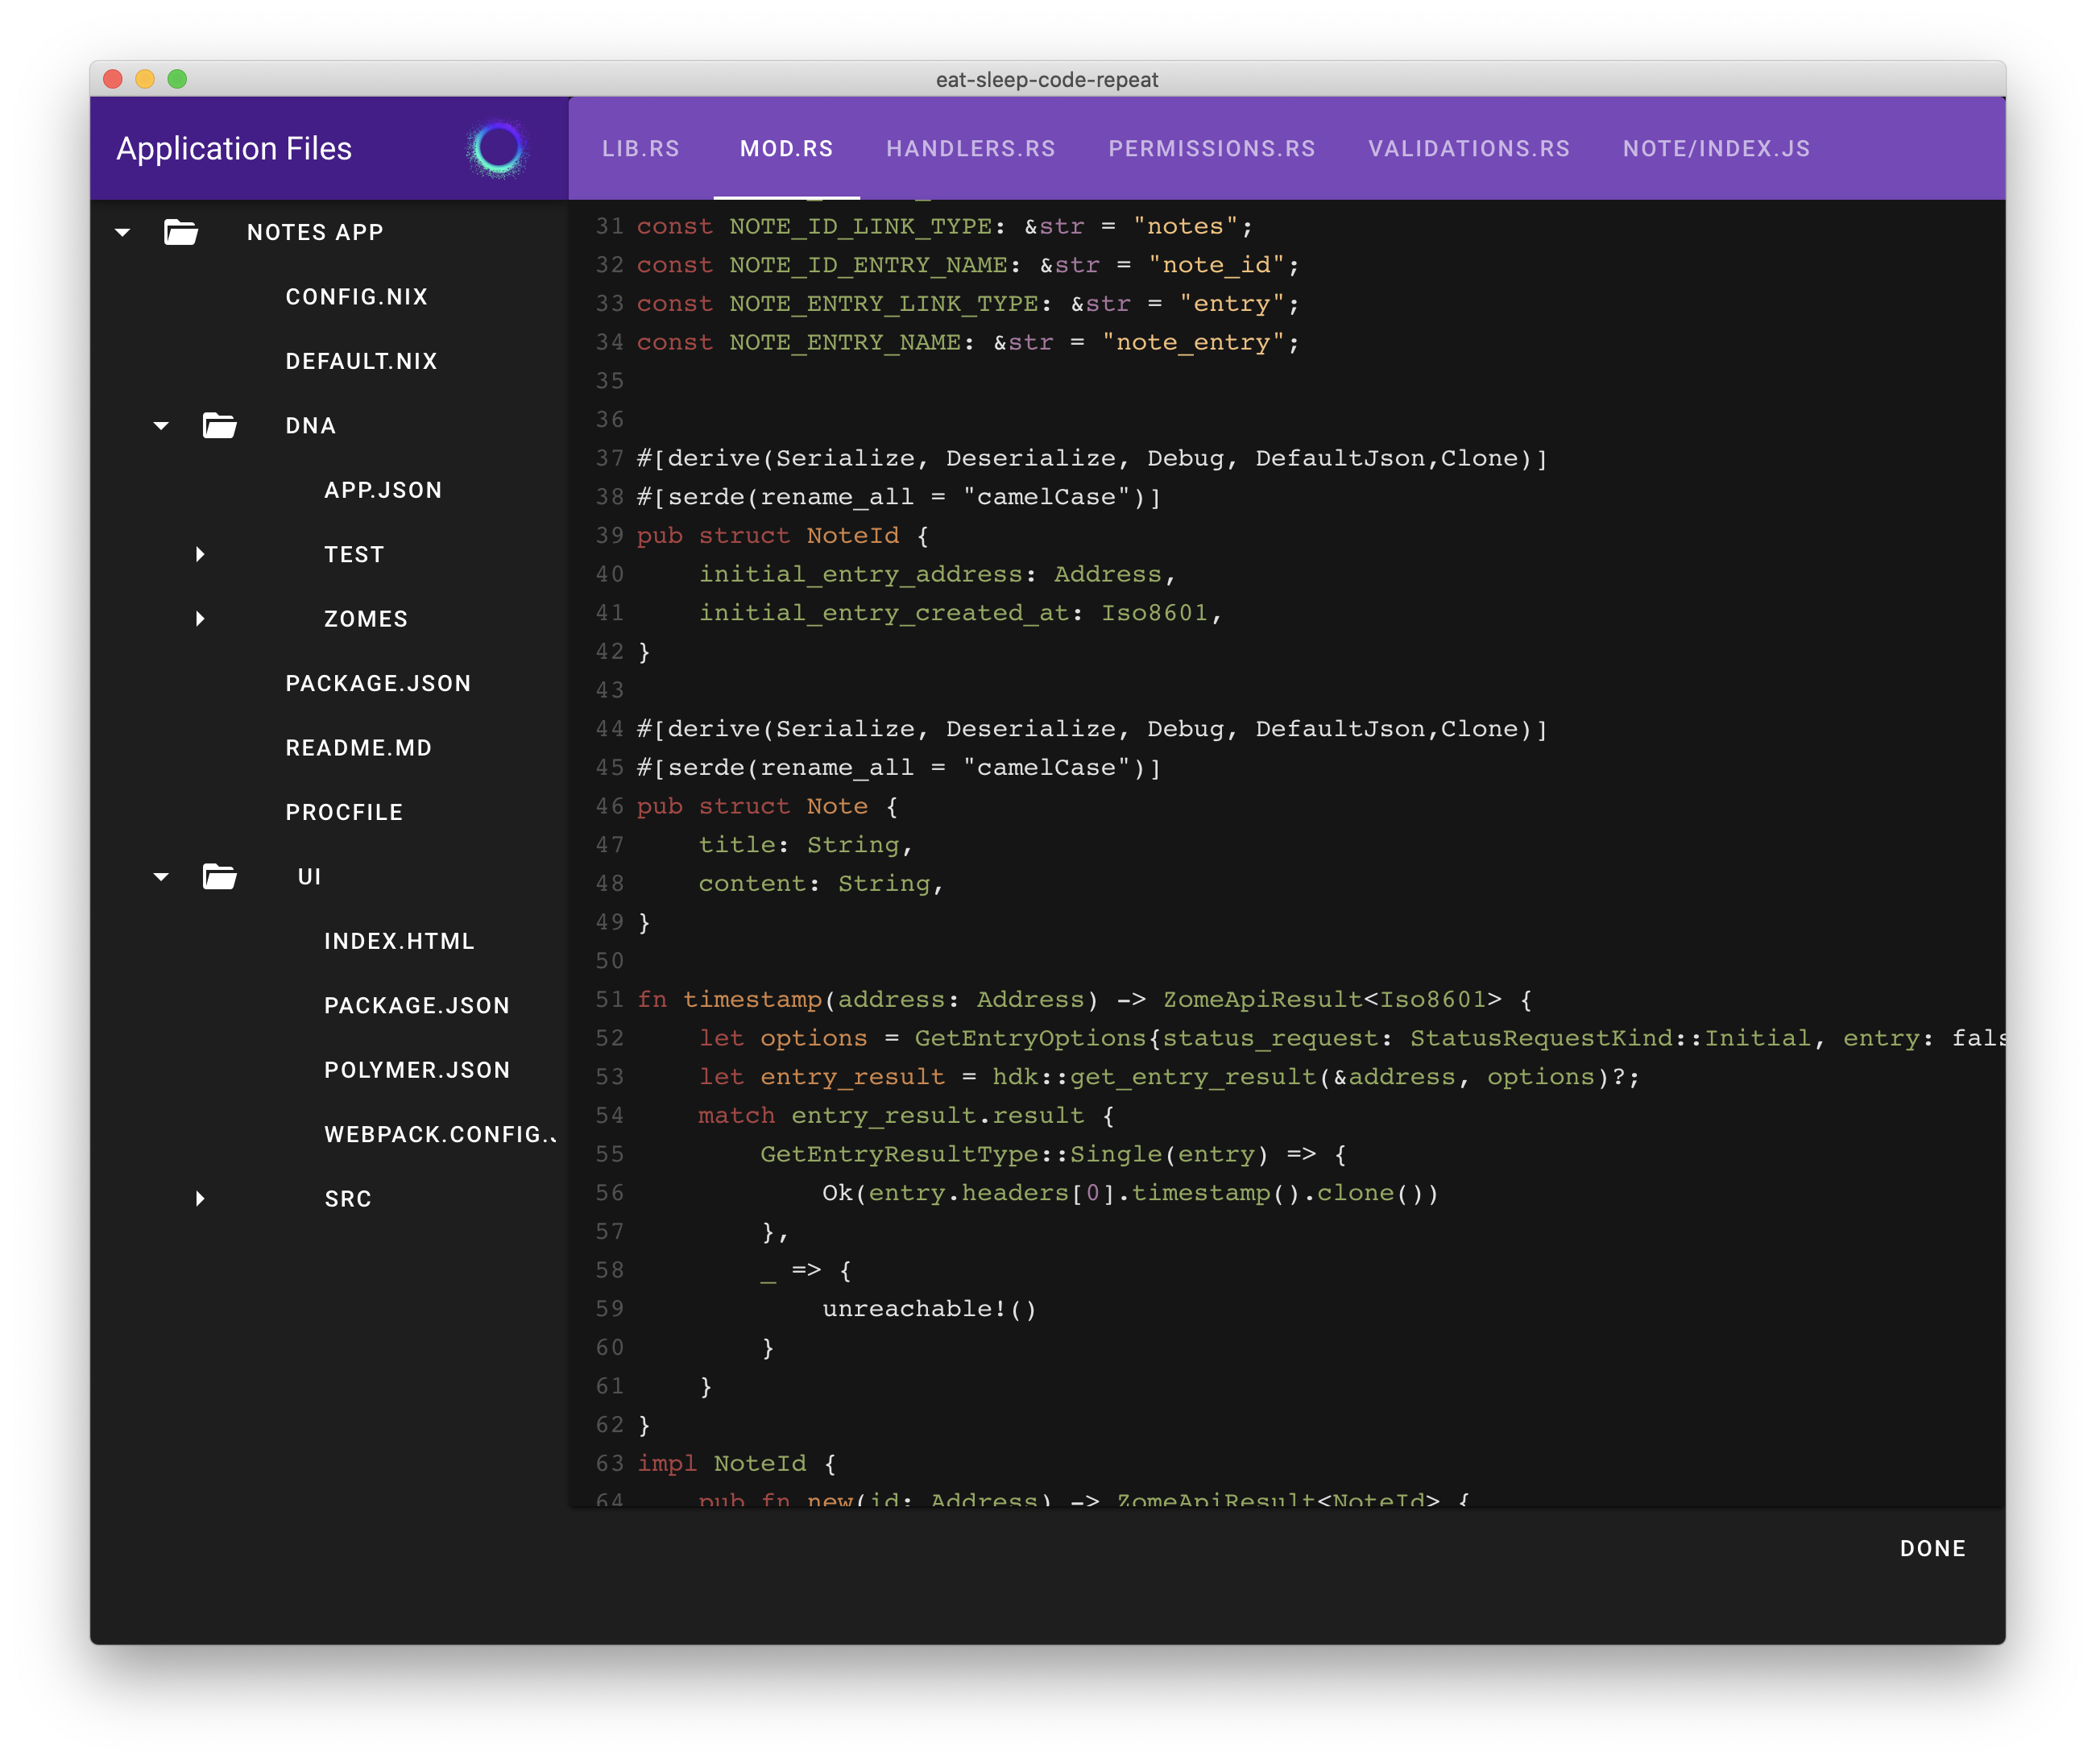 eat-sleep-code-repeat
Application Files
LIB.RS MOD.RS HANDLERS.RS PERMISSIONS.RS VALIDATIONS.RS NOTE/INDEX.JS
NOTES APP
CONFIG.NIX
DEFAULT.NIX
DNA
APP.JSON
TEST
ZOMES
PACKAGE.JSON
README.MD
PROCFILE
UI
INDEX.HTML
PACKAGE.JSON
POLYMER.JSON
WEBPACK.CONFIG.
SRC
31 const NOTE_ID_LINK_TYPE: &str = "notes";
32 const NOTE_ID_ENTRY_NAME: &str = "note_id";
33 const NOTE_ENTRY_LINK_TYPE: &str = "entry";
34 const NOTE_ENTRY_NAME: &str = "note_entry";
35
36
37 #[derive(Serialize, Deserialize, Debug, DefaultJson,Clone)]
38 #[serde(rename_all = "camelCase")]
39 pub struct NoteId {
40     initial_entry_address: Address,
41     initial_entry_created_at: Iso8601,
42 }
43
44 #[derive(Serialize, Deserialize, Debug, DefaultJson,Clone)]
45 #[serde(rename_all = "camelCase")]
46 pub struct Note {
47     title: String,
48     content: String,
49 }
50
51 fn timestamp(address: Address) -> ZomeApiResult<Iso8601> {
52     let options = GetEntryOptions{status_request: StatusRequestKind::Initial, entry: fals
53     let entry_result = hdk::get_entry_result(&address, options)?;
54     match entry_result.result {
55         GetEntryResultType::Single(entry) => {
56             Ok(entry.headers[0].timestamp().clone())
57         },
58         _ => {
59             unreachable!()
60         }
61     }
62 }
63 impl NoteId {
64     pub fn new(id: Address) -> ZomeApiResult<NoteId> {
DONE